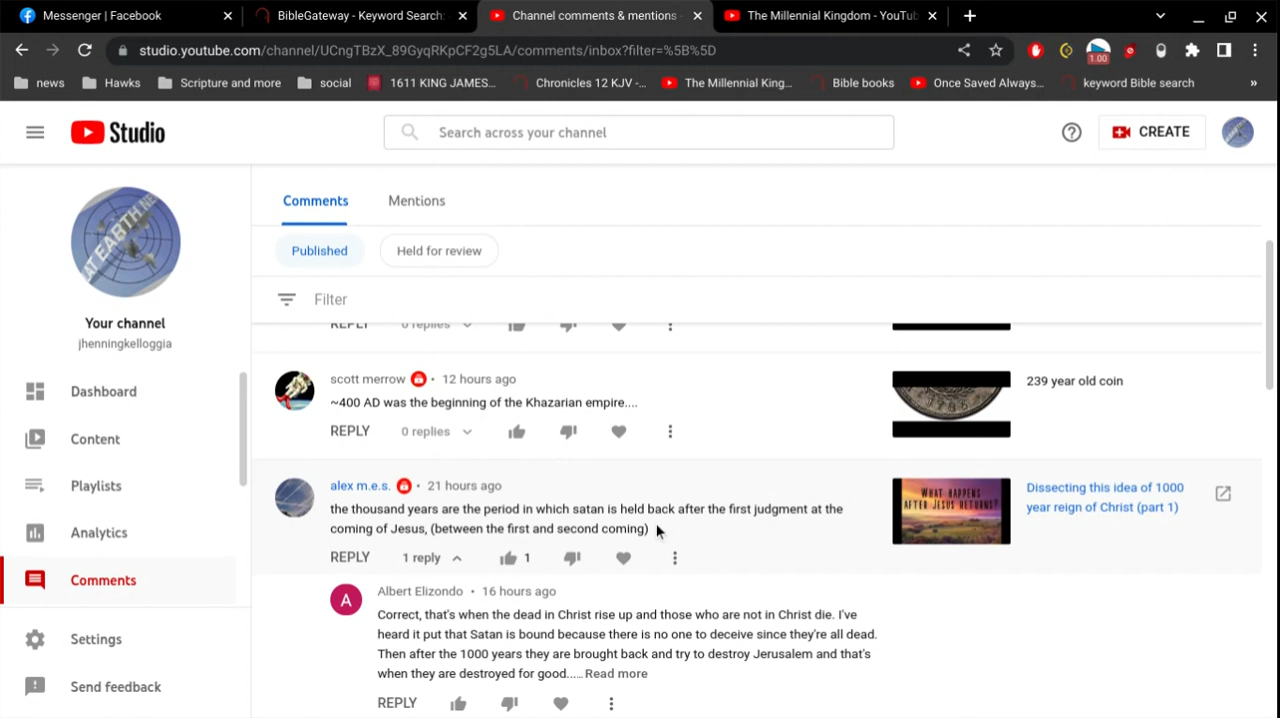 Messenger | Facebook
BibleGateway - Keyword Search:
Channel comments & mentions -
The Millennial Kingdom - YouTu
studio.youtube.com/channel/UCngTBzX_89GyqRKpCF2g5LA/comments/inbox?filter=%5B%5D
1.00
news
Hawks
Scripture and more
social
1611 KING JAMES...
Chronicles 12 KJV -...
The Millennial King...
Bible books
Once Saved Always...
keyword Bible search
»
Studio
Search across your channel
CREATE
Comments
Mentions
Published
Held for review
Your channel
jhenningkelloggia
Filter
REPLY 0 replies
Dashboard
Content
Playlists
Analytics
Comments
Settings
Send feedback
scott merrow • 12 hours ago
~400 AD was the beginning of the Khazarian empire....
REPLY 0 replies
1785
239 year old coin
alex m.e.s. • 21 hours ago
the thousand years are the period in which satan is held back after the first judgment at the
coming of Jesus, (between the first and second coming)
REPLY 1 reply 1
WHAT HAPPENS
AFTER JESUS RETURNS?
Dissecting this idea of 1000
year reign of Christ (part 1)
A
Albert Elizondo • 16 hours ago
Correct, that's when the dead in Christ rise up and those who are not in Christ die. I've
heard it put that Satan is bound because there is no one to deceive since they're all dead.
Then after the 1000 years they are brought back and try to destroy Jerusalem and that's
when they are destroyed for good...... Read more
REPLY